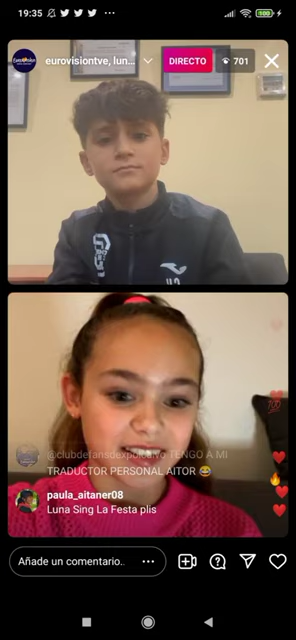 19:35
eurovisiontve, lun...
DIRECTO
701
@clubdefansdexpolosivo TENGO A MI
TRADUCTOR PERSONAL AITOR 😂
paula_aitaner08
Luna Sing La Festa plis
Añade un comentario..